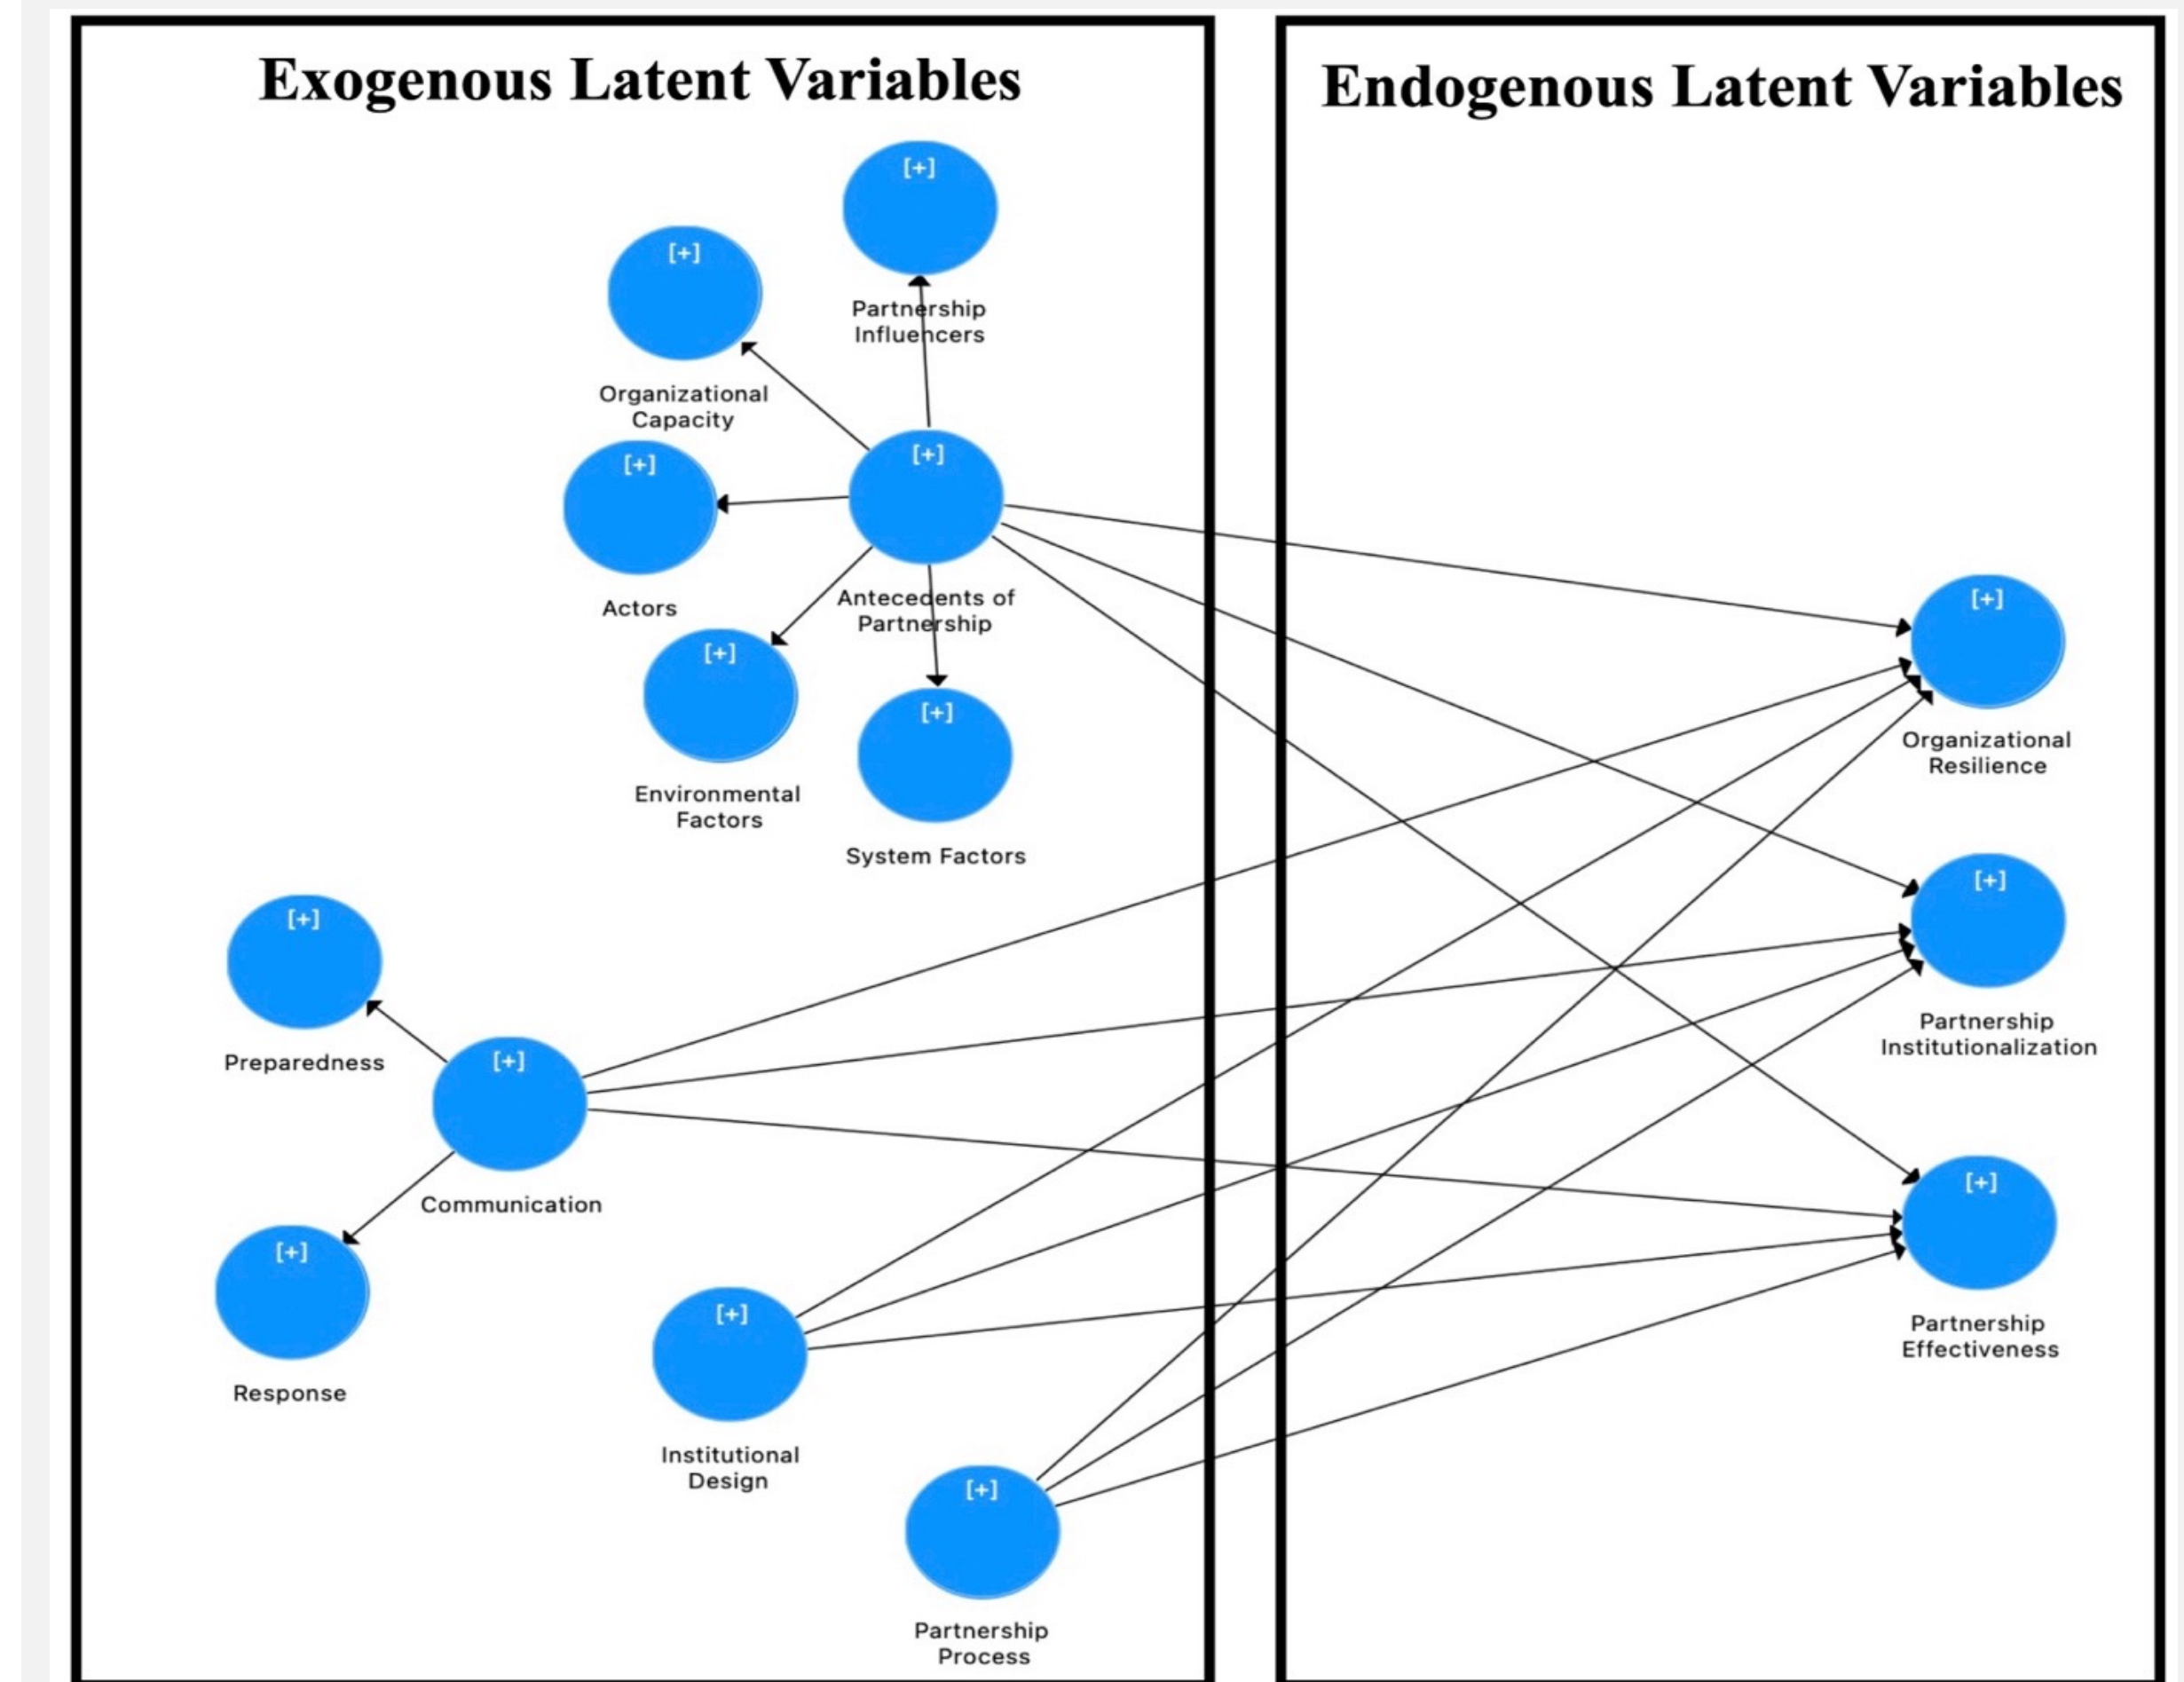 Exogenous Latent Variables
Endogenous Latent Variables
[+]
Partnership
Influencers
[+]
Organizational
Capacity
[+]
Actors
[+]
Antecedents of
Partnership
[+]
Environmental
Factors
[+]
System Factors
[+]
Preparedness
[+]
Communication
[+]
Response
[+]
Institutional
Design
[+]
Partnership
Process
[+]
Organizational
Resilience
[+]
Partnership
Institutionalization
[+]
Partnership
Effectiveness